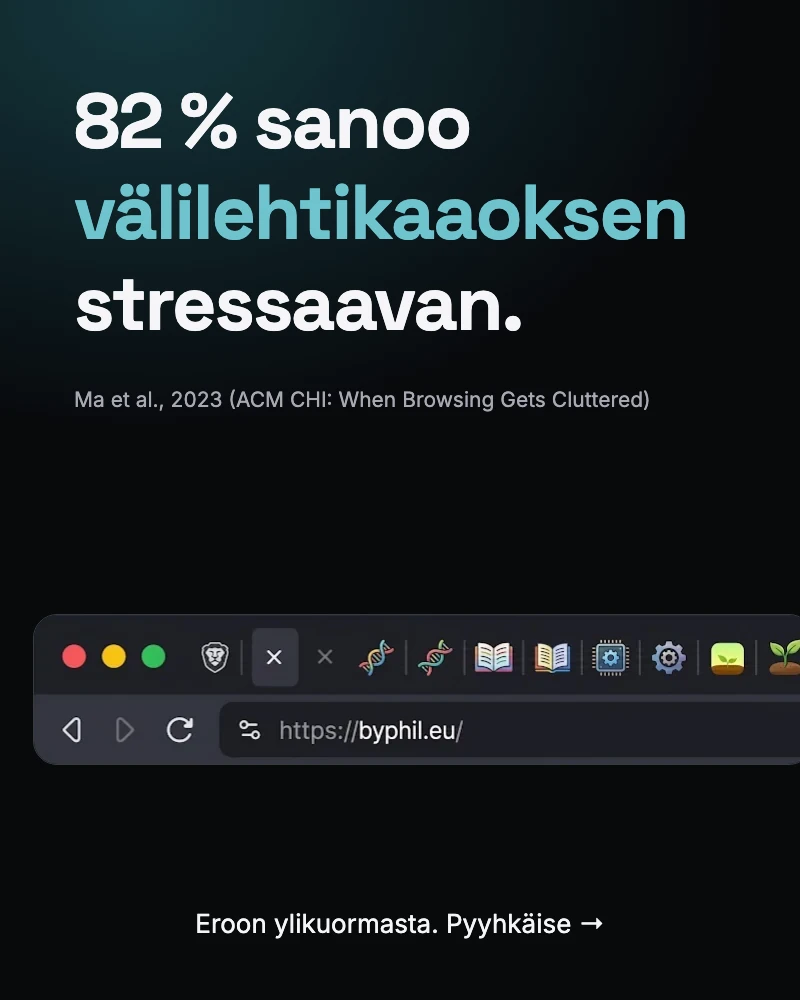 82 % sanoo
välilehtikaaoksen
stressaavan.
Ma et al., 2023 (ACM CHI: When Browsing Gets Cluttered)
https://byphil.eu/
Eroon ylikuormasta. Pyyhkäise →